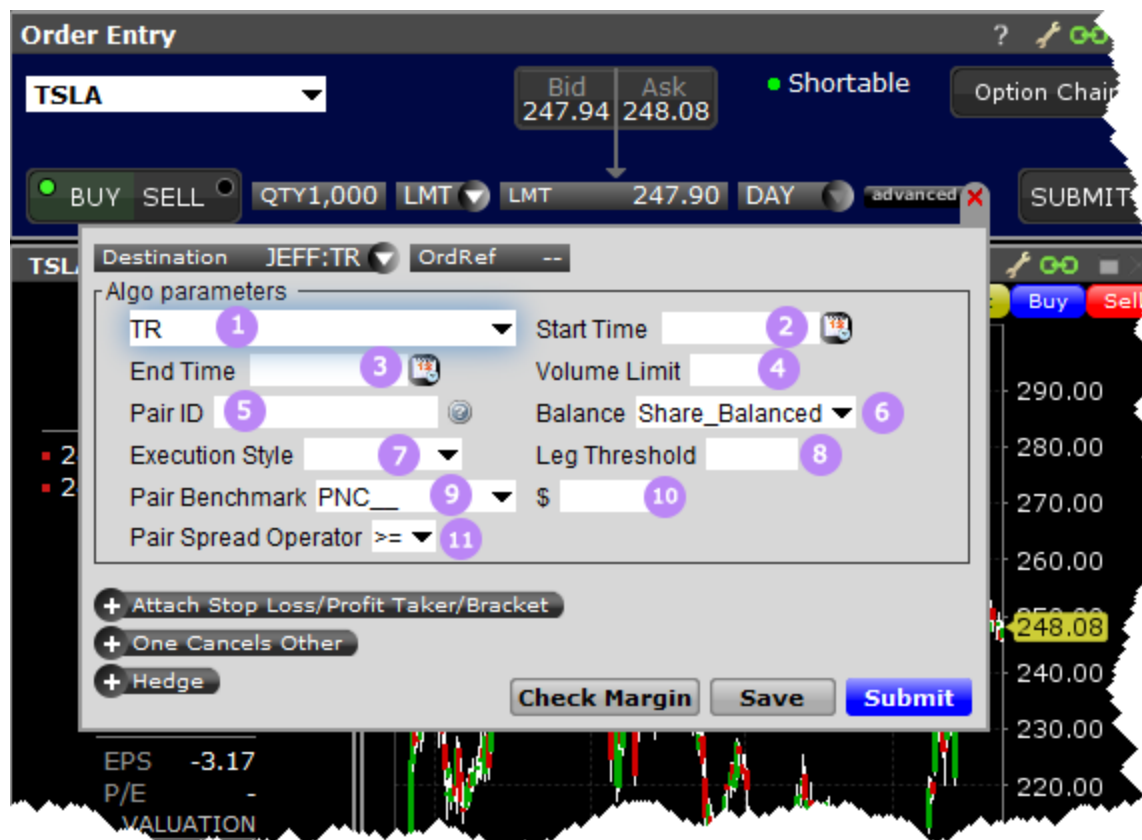 Order Entry ?
TSLA Bid Ask Shortable Option Chain
247.94 248.08
BUY SELL QTY1,000 LMT LMT 247.90 DAY advanced SUBMIT
Destination JEFF:TR OrdRef --
Buy Sell
Algo parameters
TR 1 Start Time 2
End Time 3 Volume Limit 4
Pair ID 5 ? Balance Share_Balanced 6
Execution Style 7 Leg Threshold 8
Pair Benchmark PNC__ 9 $ 10
Pair Spread Operator >= 11
290.00
280.00
270.00
260.00
248.08
240.00
230.00
220.00
+ Attach Stop Loss/Profit Taker/Bracket
+ One Cancels Other
+ Hedge
Check Margin Save Submit
EPS -3.17
P/E -
VALUATION